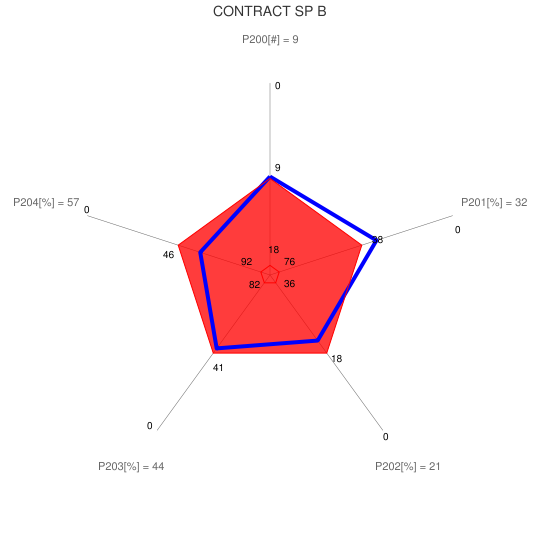 CONTRACT SP B
P200[#] = 9
0
9
P204[%] = 57
0
P201[%] = 32
0
38
46
18
92
76
82
36
18
41
0
0
P203[%] = 44
P202[%] = 21